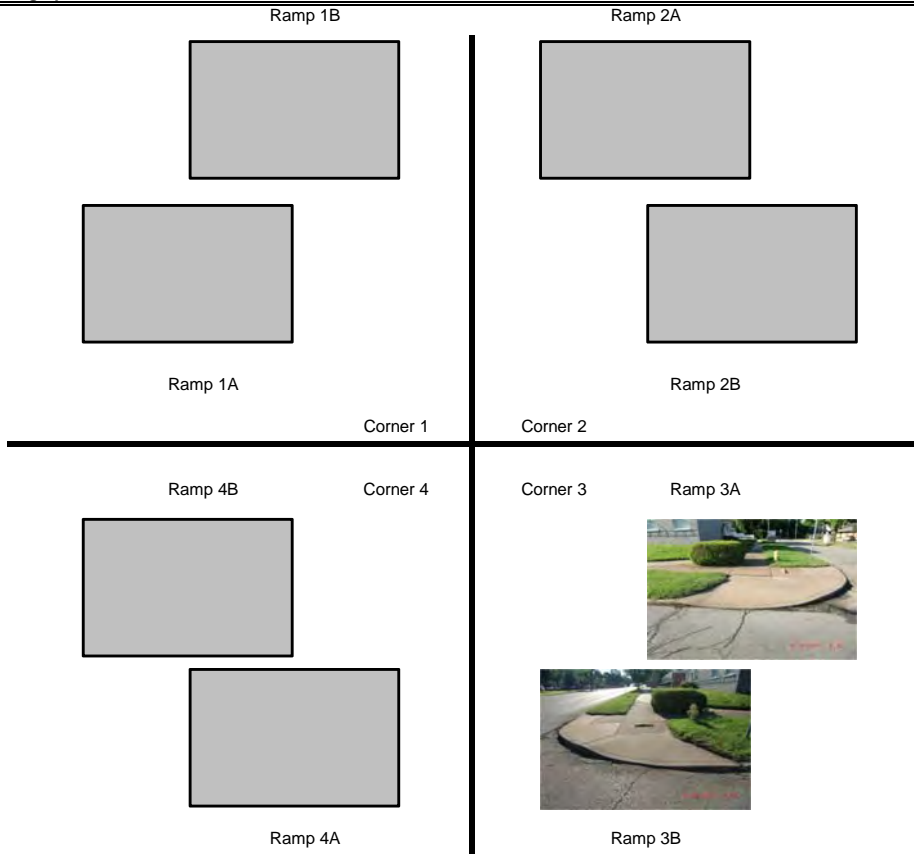 Ramp 1B
Ramp 2A
Ramp 1A
Ramp 2B
Corner 1
Corner 2
Ramp 4B
Corner 4
Corner 3
Ramp 3A
Ramp 4A
Ramp 3B